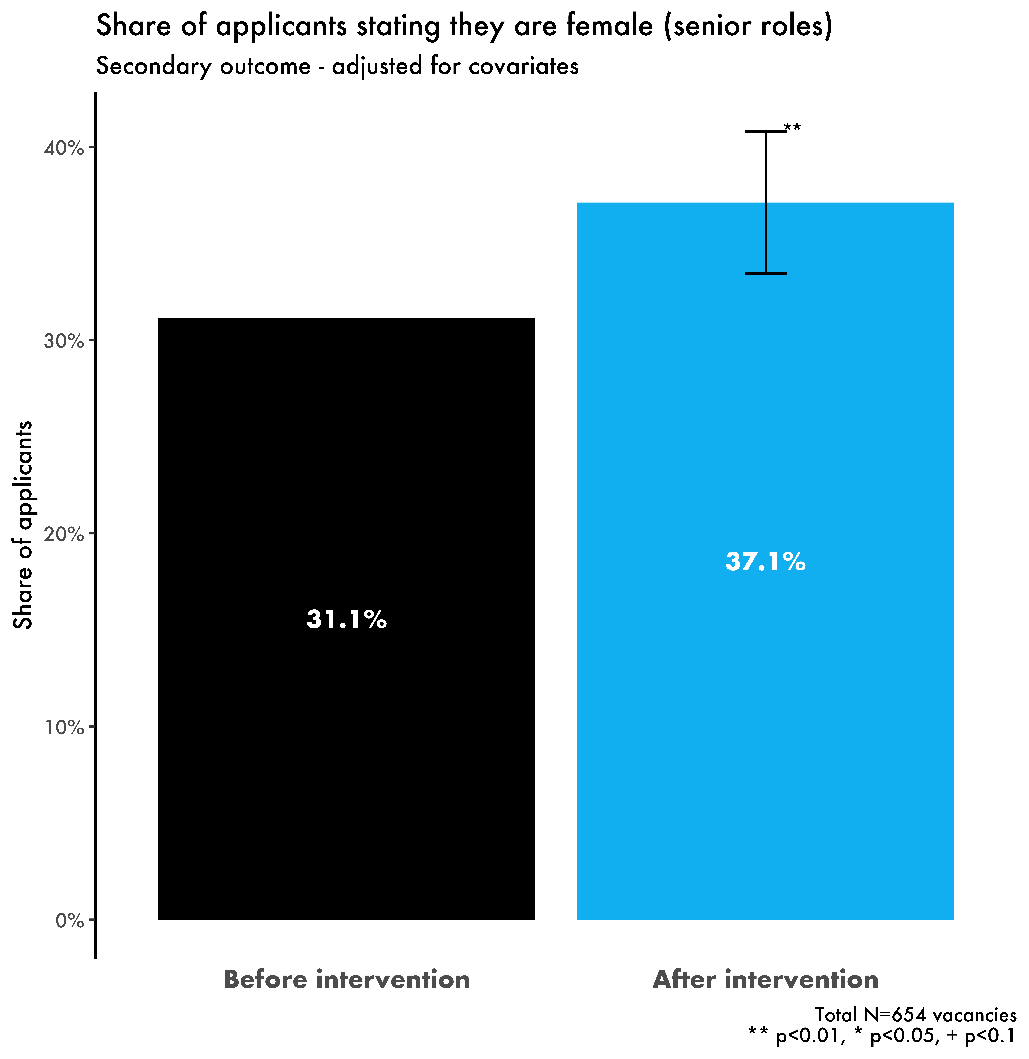 Share of applicants stating they are female (senior roles)
Secondary outcome - adjusted for covariates
Share of applicants
40%
30%
20%
10%
0%
**
31.1%
37.1%
Before intervention
After intervention
Total N=654 vacancies
** p<0.01, * p<0.05, + p<0.1